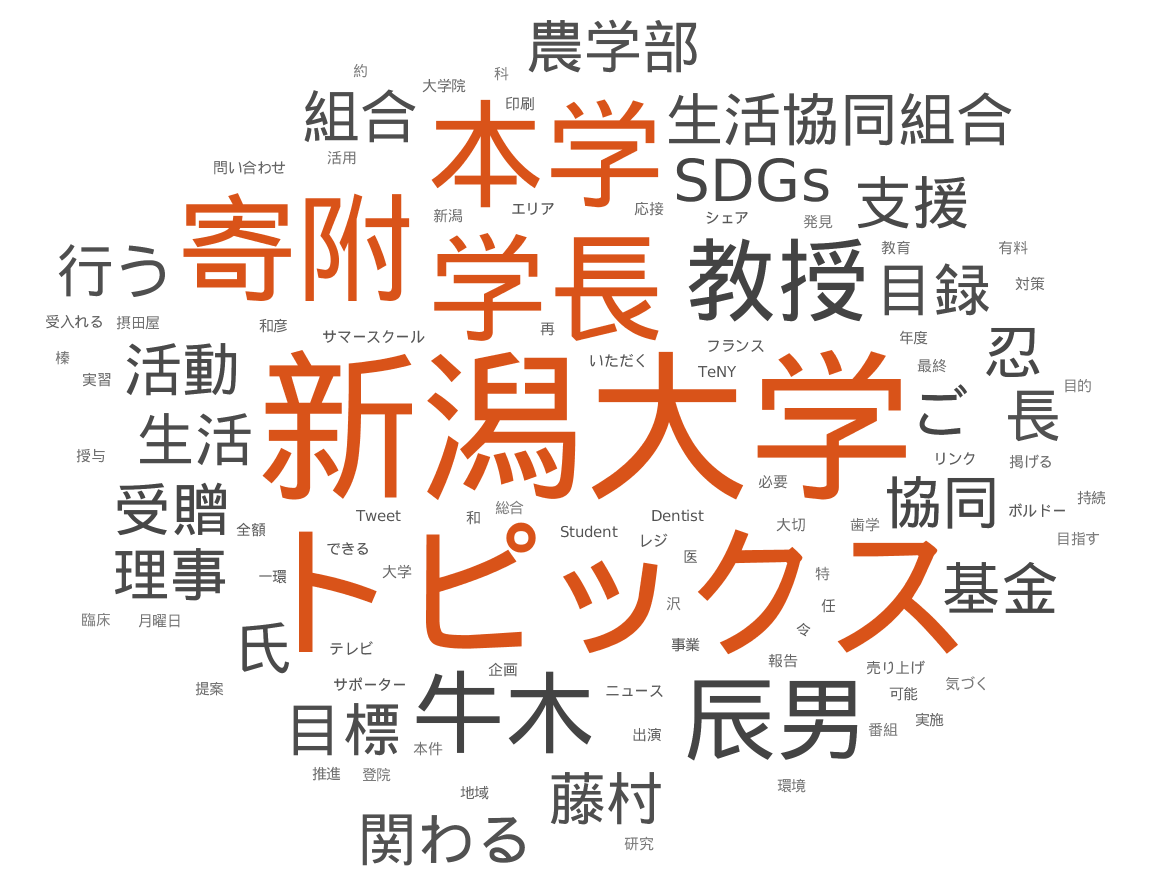 農学部
約
科
大学院
組合
印刷
本学
生活協同組合
活用
問い合わせ
SDGs
支援
寄附
新潟
エリア
応接
シェア
発見
行う
学長
教授
教育
有料
目録
対策
受入れる
摂田屋
和彦
再
サマースクール
年度
忍
榛
活動
いただく
フランス
最終
実習
TeNY
目的
新潟大学
ご
長
生活
授与
リンク
掲げる
必要
受贈
協同
持続
全額
Tweet
和
総合
Student
Dentist
大切
歯学
ボルドー
目指す
できる
レジ
トピックス
理事
一環
大学
医
特
基金
沢
任
臨床
月曜日
令
氏
テレビ
事業
報告
売り上げ
企画
提案
サポーター
牛木
ニュース
辰男
可能
気づく
目標
本件
出演
番組
実施
推進
登院
地域
藤村
環境
関わる
研究